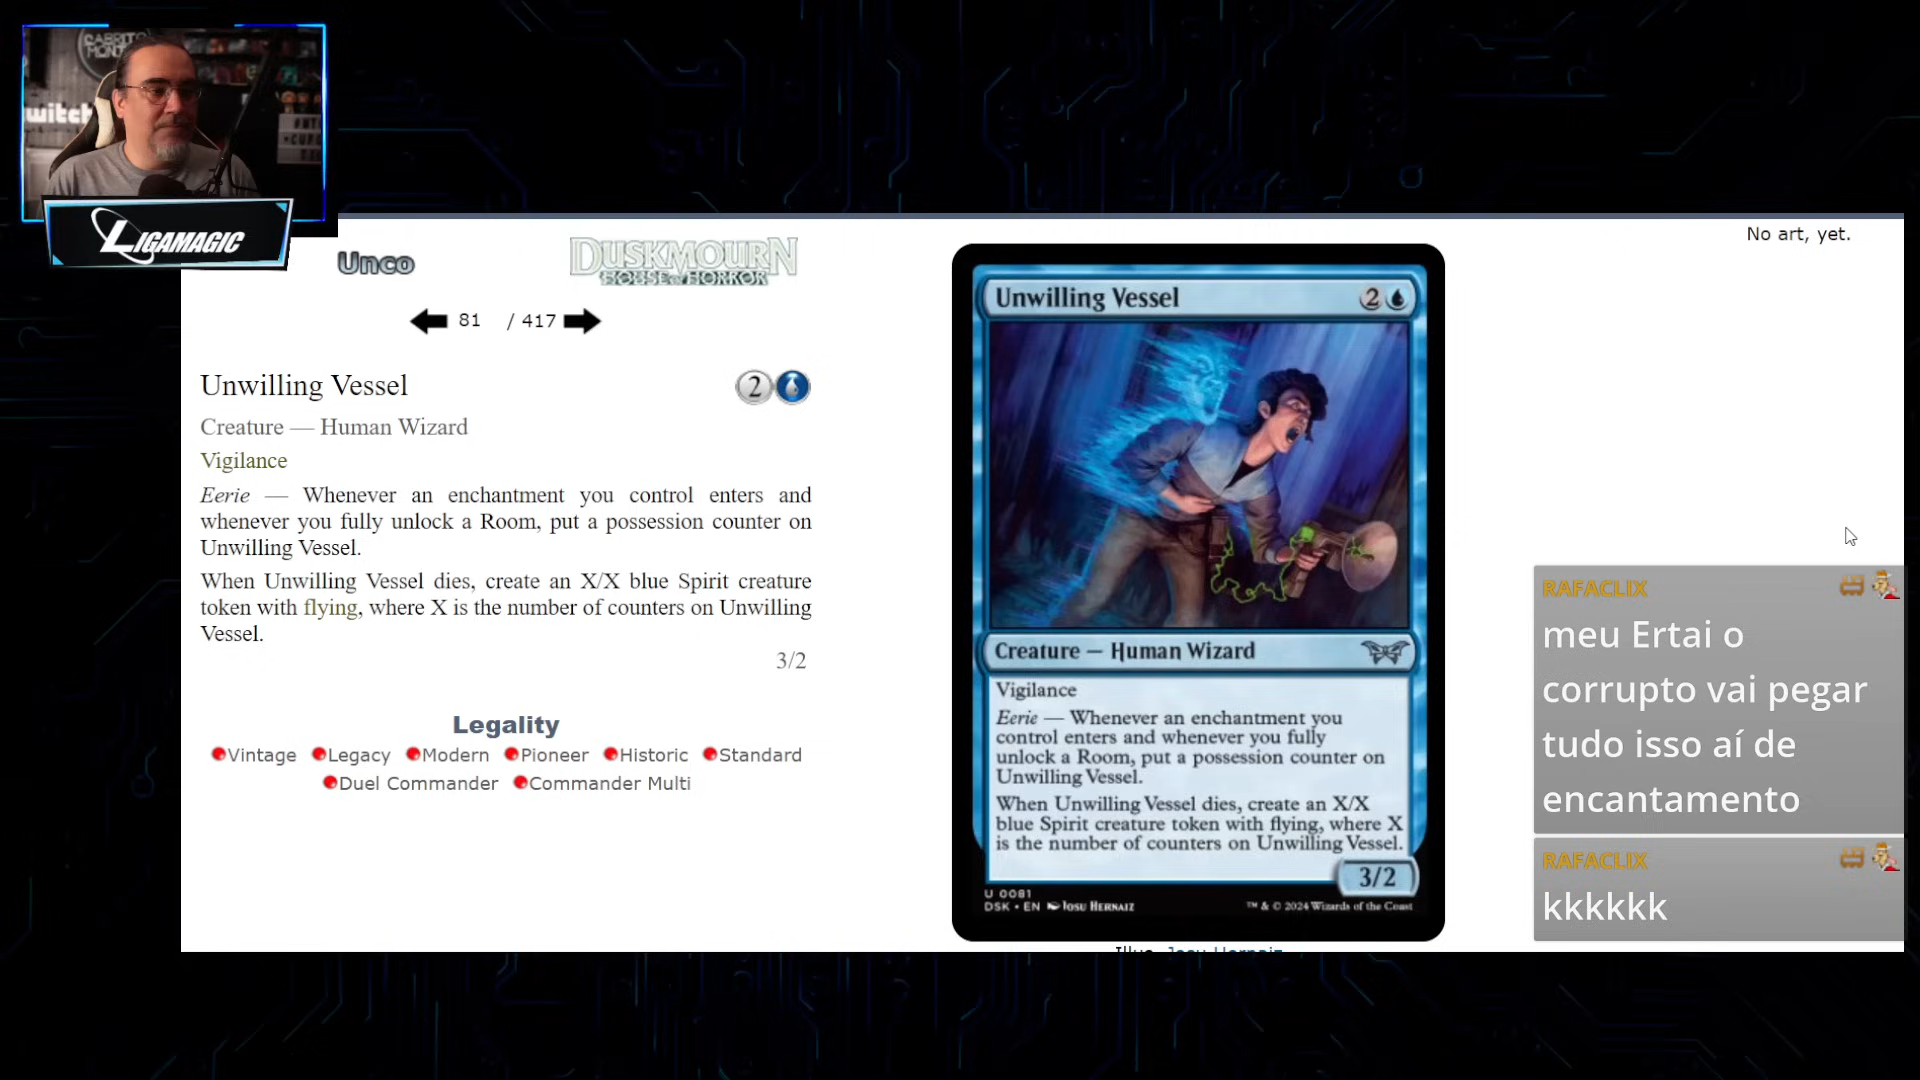 CABRITO
MONT
twitch
LIGAMAGIC
Unco
DUSKMOURN
HOUSE OF HORROR
81 / 417
No art, yet.
Unwilling Vessel
2
Creature — Human Wizard
Vigilance
Eerie — Whenever an enchantment you control enters and
whenever you fully unlock a Room, put a possession counter on
Unwilling Vessel.
When Unwilling Vessel dies, create an X/X blue Spirit creature
token with flying, where X is the number of counters on Unwilling
Vessel.
3/2
Legality
Vintage Legacy Modern Pioneer Historic Standard
Duel Commander Commander Multi
Unwilling Vessel 2
Creature — Human Wizard
Vigilance
Eerie — Whenever an enchantment you
control enters and whenever you fully
unlock a Room, put a possession counter on
Unwilling Vessel.
When Unwilling Vessel dies, create an X/X
blue Spirit creature token with flying, where X
is the number of counters on Unwilling Vessel.
3/2
U 0081
DSK • EN Josu Hernaiz
™ & © 2024 Wizards of the Coast
RAFACLIX
meu Ertai o
corrupto vai pegar
tudo isso aí de
encantamento
RAFACLIX
kkkkkk